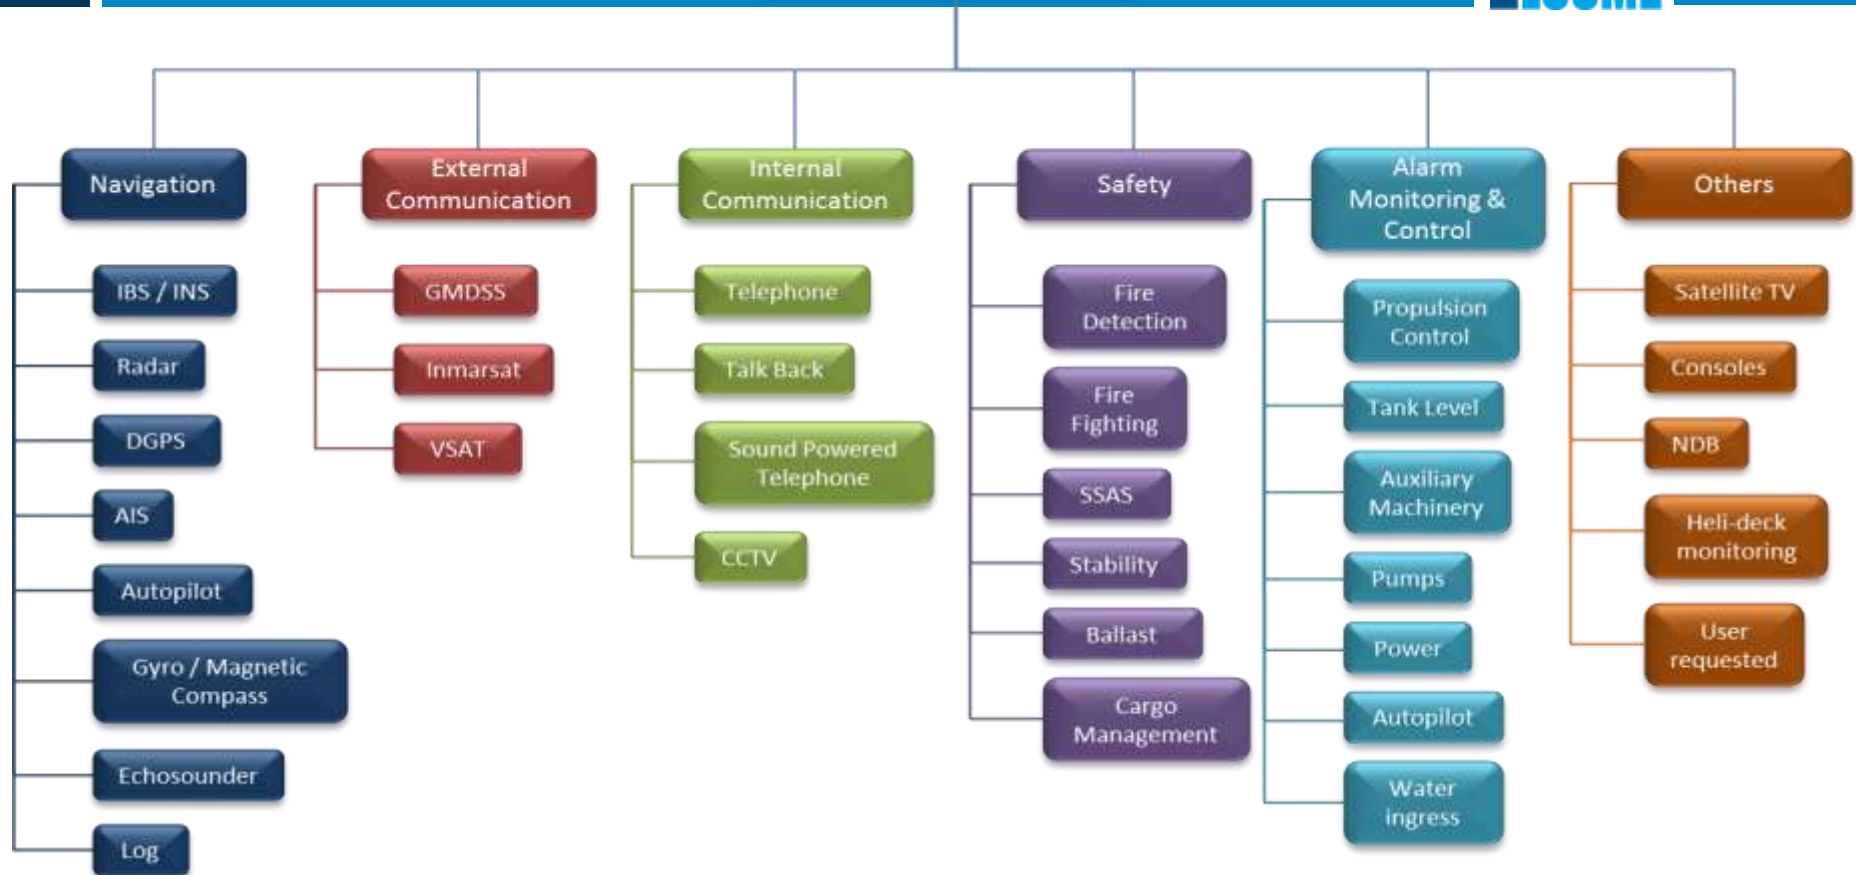 Navigation
IBS / INS
Radar
DGPS
AIS
Autopilot
Gyro / Magnetic
Compass
Echosounder
Log
External
Communication
GMDSS
Inmarsat
VSAT
Internal
Communication
Telephone
Talk Back
Sound Powered
Telephone
CCTV
Safety
Fire
Detection
Fire
Fighting
SSAS
Stability
Ballast
Cargo
Management
Alarm
Monitoring &
Control
Propulsion
Control
Tank Level
Auxiliary
Machinery
Pumps
Power
Autopilot
Water
ingress
Others
Satellite TV
Consoles
NDB
Heli-deck
monitoring
User
requested